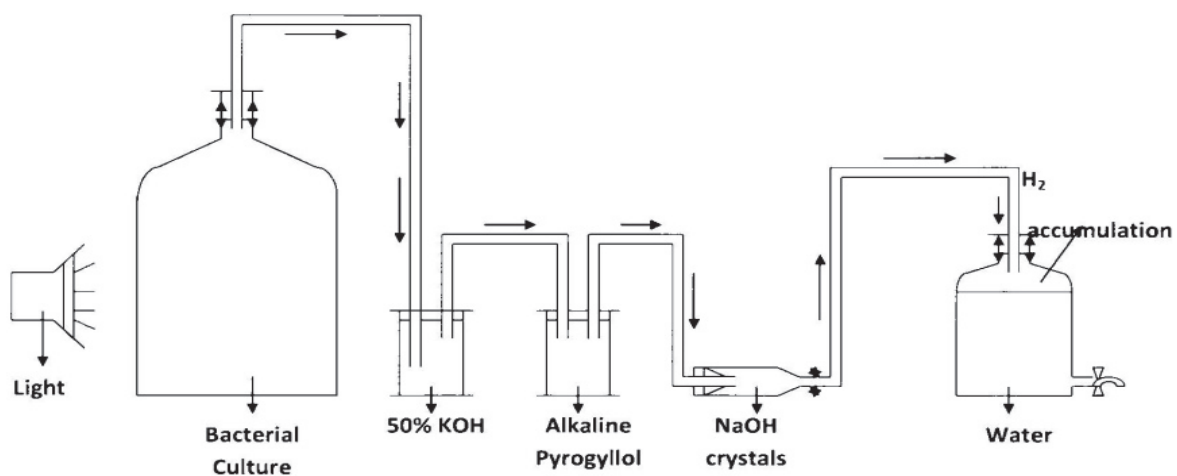 H₂
accumulation
Light
Bacterial
Culture
50% KOH
Alkaline
Pyrogyllol
NaOH
crystals
Water